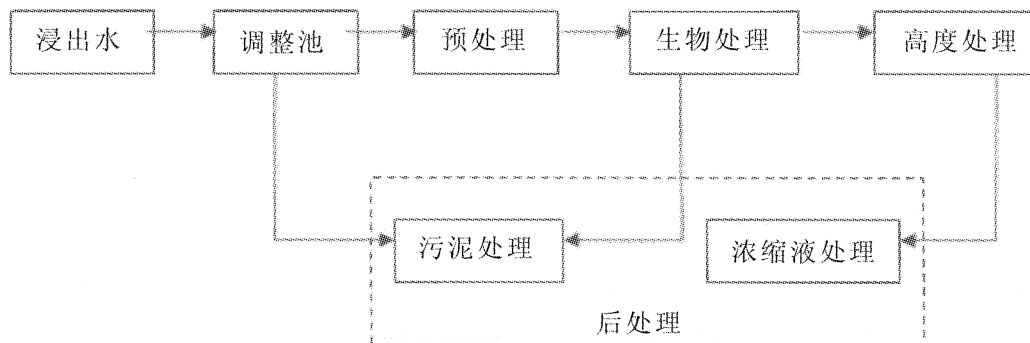 浸出水
调整池
预处理
生物处理
高度处理
污泥处理
浓缩液处理
后处理